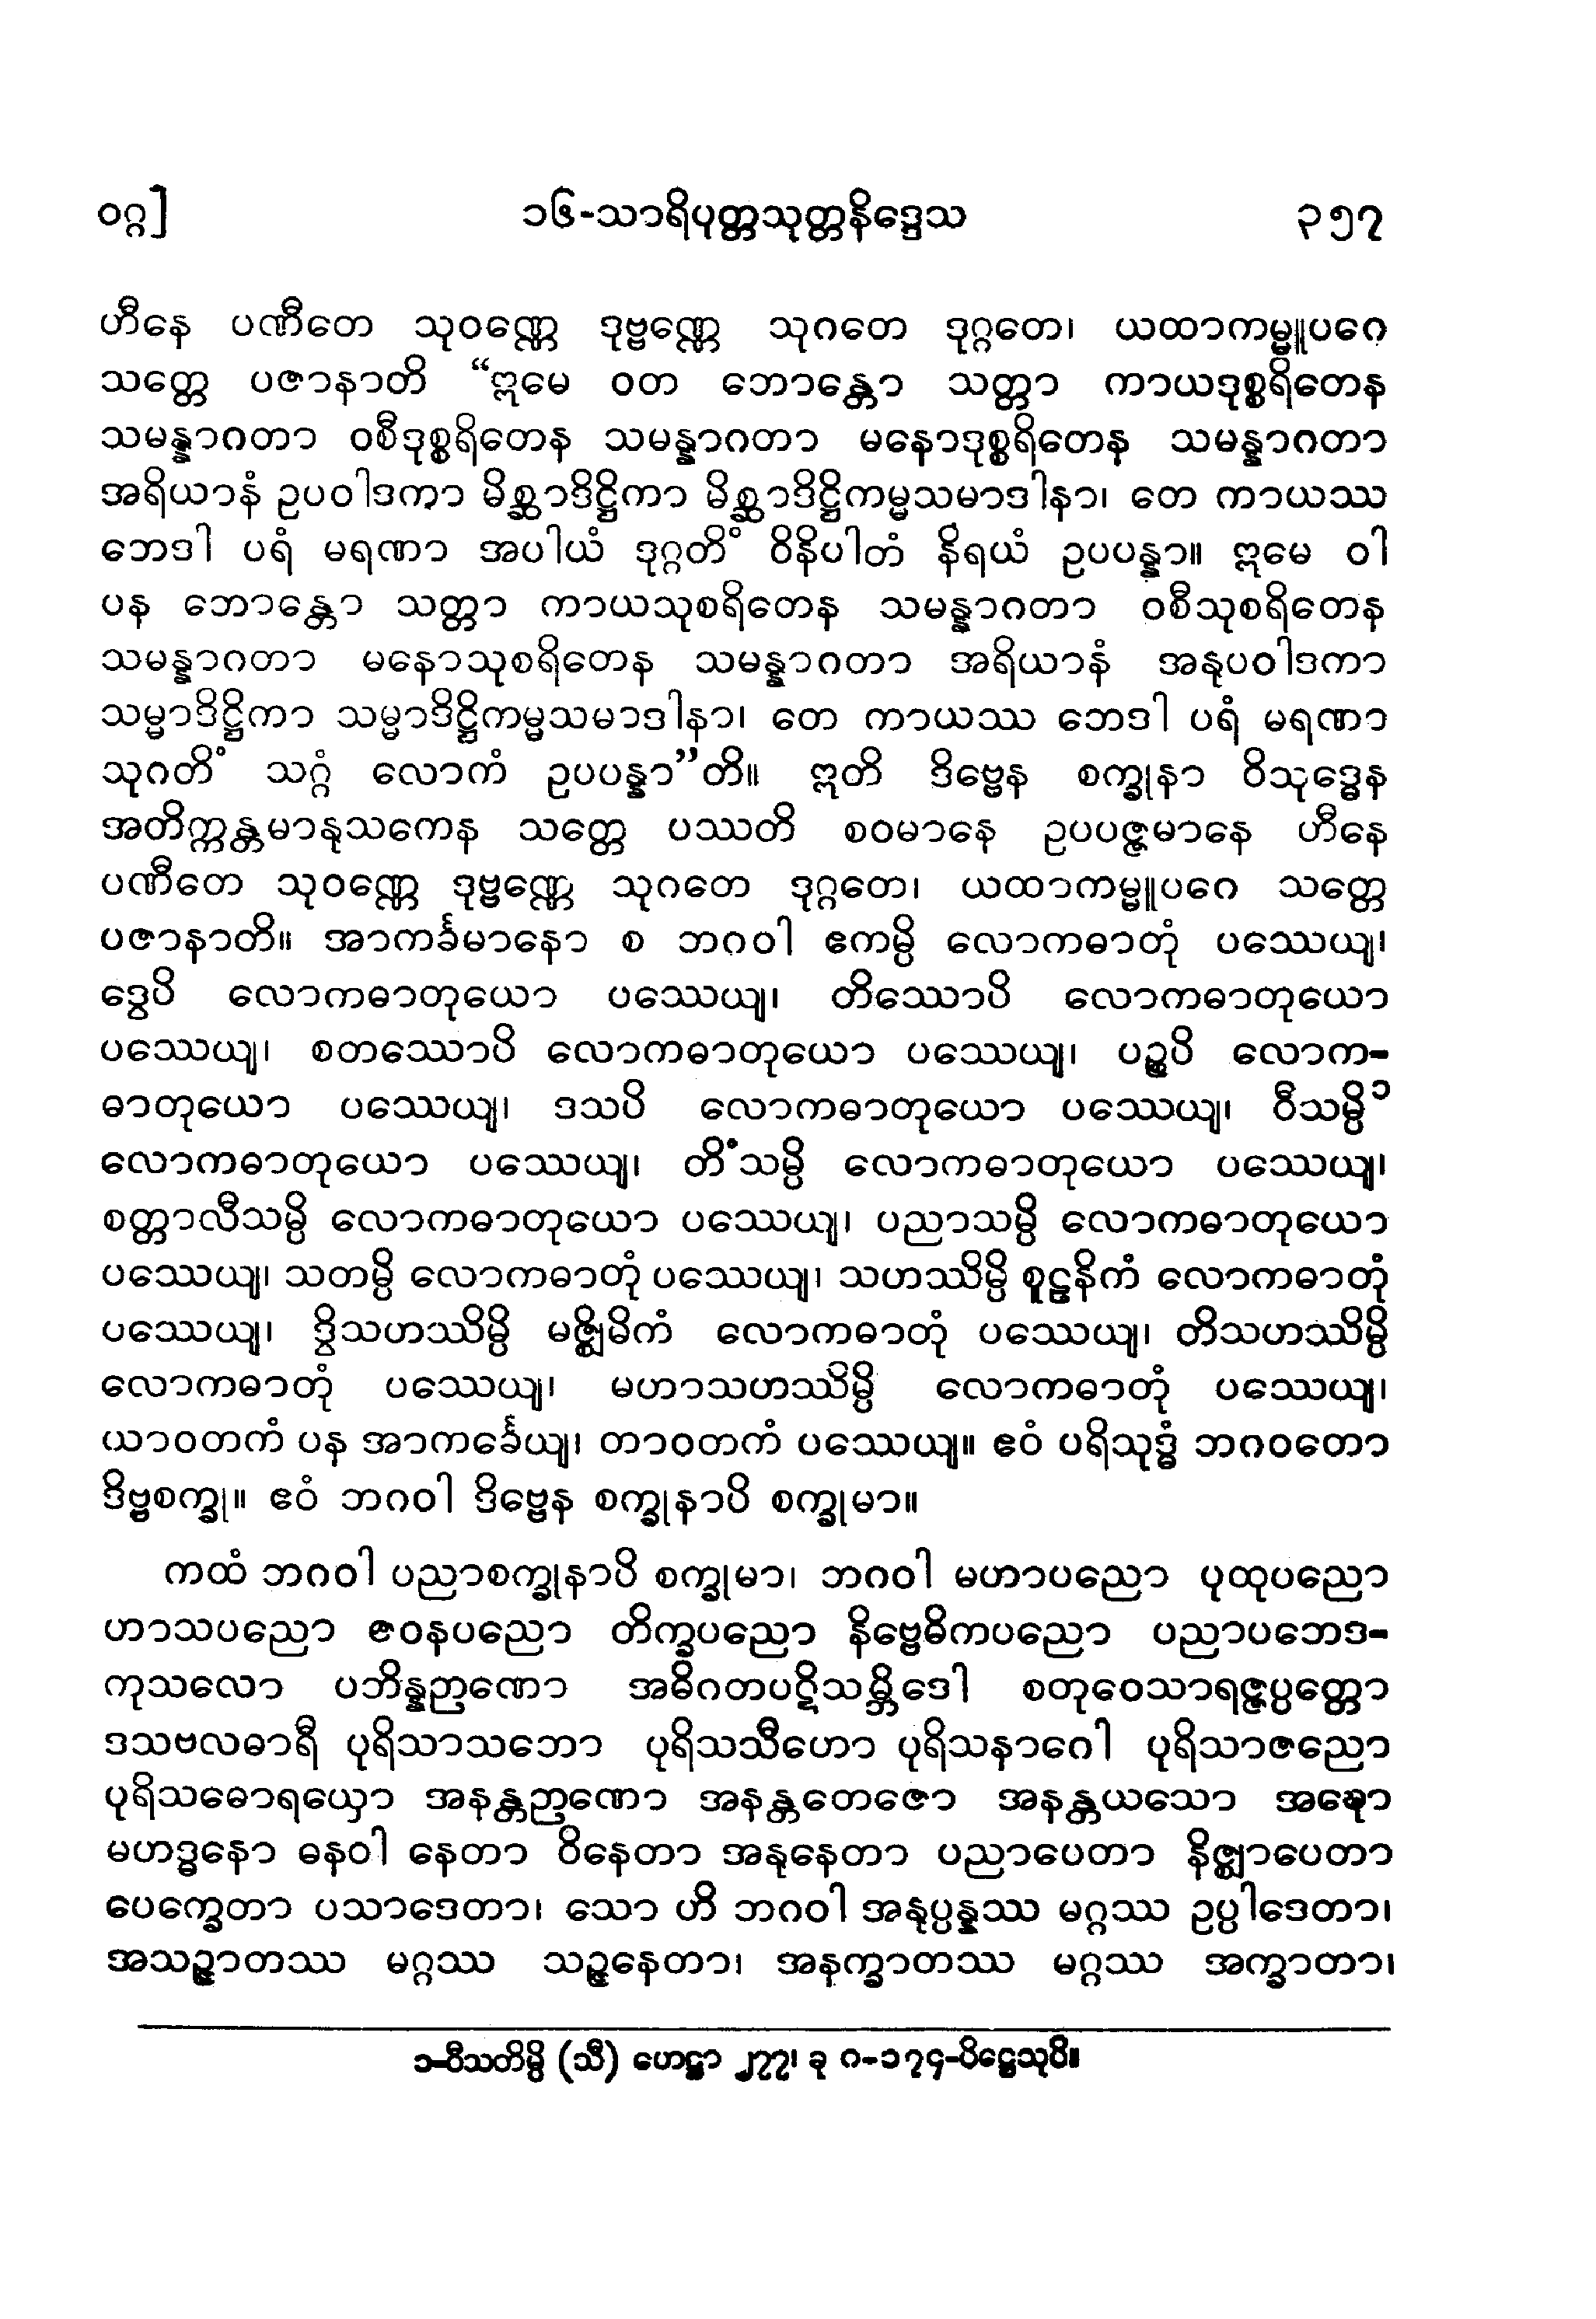 ဝဂ္ဂ] ၁၆-သာရိပုတ္တသုတ္တနိဒ္ဒေသ ၃၅၇
ဟီနေ ပဏီတေ သုဝဏ္ဏေ ဒုဗ္ဗဏ္ဏေ သုဂတေ ဒုဂ္ဂတေ၊ ယထာကမ္မူပဂေ
သတ္တေ ပဇာနာတိ “ဣမေ ဝတ ဘောန္တော သတ္တာ ကာယဒုစ္စရိတေန
သမန္နာဂတာ ဝစီဒုစ္စရိတေန သမန္နာဂတာ မနောဒုစ္စရိတေန သမန္နာဂတာ
အရိယာနံ ဥပဝါဒကာ မိစ္ဆာဒိဋ္ဌိကာ မိစ္ဆာဒိဋ္ဌိကမ္မသမာဒါနာ၊ တေ ကာယဿ
ဘေဒါ ပရံ မရဏာ အပါယံ ဒုဂ္ဂတိံ ဝိနိပါတံ နိရယံ ဥပပန္နာ။ ဣမေ ဝါ
ပန ဘောန္တော သတ္တာ ကာယသုစရိတေန သမန္နာဂတာ ဝစီသုစရိတေန
သမန္နာဂတာ မနောသုစရိတေန သမန္နာဂတာ အရိယာနံ အနုပဝါဒကာ
သမ္မာဒိဋ္ဌိကာ သမ္မာဒိဋ္ဌိကမ္မသမာဒါနာ၊ တေ ကာယဿ ဘေဒါ ပရံ မရဏာ
သုဂတိံ သဂ္ဂံ လောကံ ဥပပန္နာ”တိ။ ဣတိ ဒိဗ္ဗေန စက္ခုနာ ဝိသုဒ္ဓေန
အတိက္ကန္တမာနုသကေန သတ္တေ ပဿတိ စဝမာနေ ဥပပဇ္ဇမာနေ ဟီနေ
ပဏီတေ သုဝဏ္ဏေ ဒုဗ္ဗဏ္ဏေ သုဂတေ ဒုဂ္ဂတေ၊ ယထာကမ္မူပဂေ သတ္တေ
ပဇာနာတိ။ အာကင်္ခမာနော စ ဘဂဝါ ဧကမ္ပိ လောကဓာတုံ ပဿေယျ၊
ဒွေပိ လောကဓာတုယော ပဿေယျ၊ တိဿောပိ လောကဓာတုယော
ပဿေယျ၊ စတဿောပိ လောကဓာတုယော ပဿေယျ၊ ပဉ္စပိ လောက-
ဓာတုယော ပဿေယျ၊ ဒသပိ လောကဓာတုယော ပဿေယျ၊ ဝီသမ္ပိ ၁
လောကဓာတုယော ပဿေယျ၊ တိံသမ္ပိ လောကဓာတုယော ပဿေယျ၊
စတ္တာလီသမ္ပိ လောကဓာတုယော ပဿေယျ၊ ပညာသမ္ပိ လောကဓာတုယော
ပဿေယျ၊ သတမ္ပိ လောကဓာတုံ ပဿေယျ၊ သဟဿိမ္ပိ စူဠနိကံ လောကဓာတုံ
ပဿေယျ၊ ဒွိသဟဿိမ္ပိ မဇ္ဈိမိကံ လောကဓာတုံ ပဿေယျ၊ တိသဟဿိမ္ပိ
လောကဓာတုံ ပဿေယျ၊ မဟာသဟဿိမ္ပိ လောကဓာတုံ ပဿေယျ၊
ယာဝတကံ ပန အာကင်္ခေယျ၊ တာဝတကံ ပဿေယျ။ ဧဝံ ပရိသုဒ္ဓံ ဘဂဝတော
ဒိဗ္ဗစက္ခု။ ဧဝံ ဘဂဝါ ဒိဗ္ဗေန စက္ခုနာပိ စက္ခုမာ။
ကထံ ဘဂဝါ ပညာစက္ခုနာပိ စက္ခုမာ၊ ဘဂဝါ မဟာပညော ပုထုပညော
ဟာသပညော ဇဝနပညော တိက္ခပညော နိဗ္ဗေဓိကပညော ပညာပဘေဒ-
ကုသလော ပဘိန္နဉာဏော အဓိဂတပဋိသမ္ဘိဒေါ စတုဝေသာရဇ္ဇပ္ပတ္တော
ဒသဗလဓာရီ ပုရိသာသဘော ပုရိသသီဟော ပုရိသနာဂေါ ပုရိသာဇညော
ပုရိသဓောရယှော အနန္တဉာဏော အနန္တတေဇော အနန္တယသော အဍ္ဎော
မဟဒ္ဓနော ဓနဝါ နေတာ ဝိနေတာ အနုနေတာ ပညာပေတာ နိဇ္ဈာပေတာ
ပေက္ခေတာ ပသာဒေတာ၊ သော ဟိ ဘဂဝါ အနုပ္ပန္နဿ မဂ္ဂဿ ဥပ္ပါဒေတာ၊
အသဉ္ဇာတဿ မဂ္ဂဿ သဉ္ဇနေတာ၊ အနက္ခာတဿ မဂ္ဂဿ အက္ခာတာ၊
၁-ဝီသတိမ္ပိ (သီ) ဟေဋ္ဌာ ၂၇၇၊ ခု ဂ-၁၇၄-ပိဋ္ဌေသုပိ။